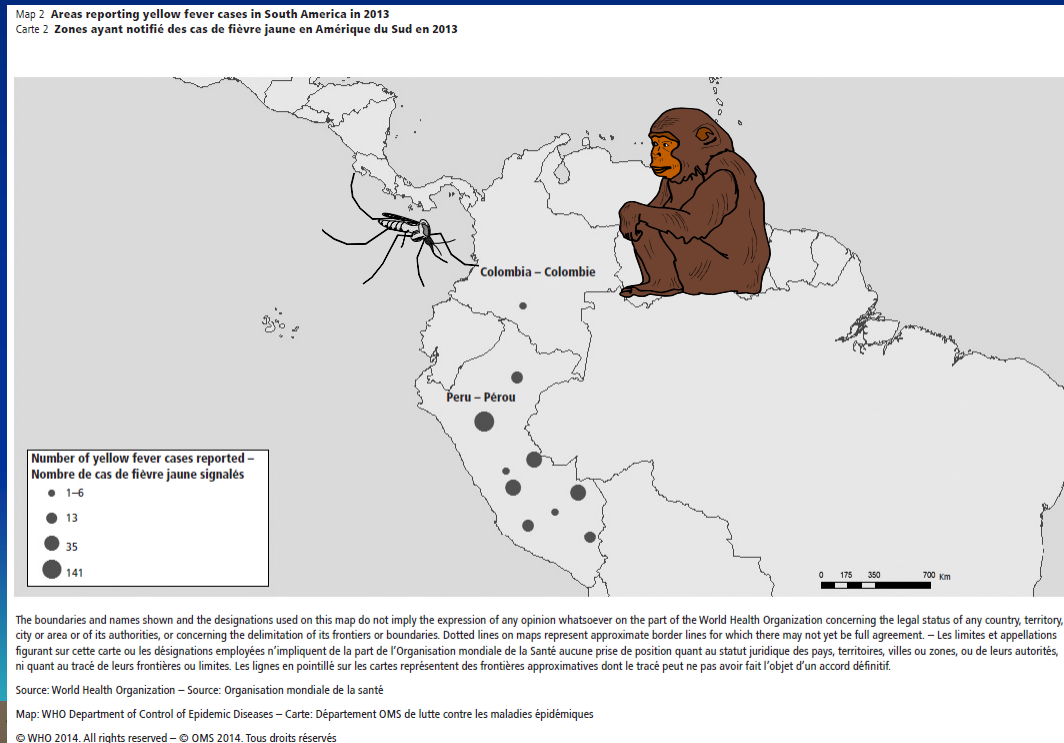 Map 2 Areas reporting yellow fever cases in South America in 2013
Carte 2 Zones ayant notifié des cas de fièvre jaune en Amérique du Sud en 2013
Colombia – Colombie
Peru – Pérou
Number of yellow fever cases reported –
Nombre de cas de fièvre jaune signalés
1–6
13
35
141
0 175 350 700 Km
The boundaries and names shown and the designations used on this map do not imply the expression of any opinion whatsoever on the part of the World Health Organization concerning the legal status of any country, territory,
city or area or of its authorities, or concerning the delimitation of its frontiers or boundaries. Dotted lines on maps represent approximate border lines for which there may not yet be full agreement. – Les limites et appellations
figurant sur cette carte ou les désignations employées n'impliquent de la part de l'Organisation mondiale de la Santé aucune prise de position quant au statut juridique des pays, territoires, villes ou zones, ou de leurs autorités,
ni quant au tracé de leurs frontières ou limites. Les lignes en pointillé sur les cartes représentent des frontières approximatives dont le tracé peut ne pas avoir fait l'objet d'un accord définitif.
Source: World Health Organization – Source: Organisation mondiale de la santé
Map: WHO Department of Control of Epidemic Diseases – Carte: Département OMS de lutte contre les maladies épidémiques
© WHO 2014. All rights reserved – © OMS 2014. Tous droits réservés